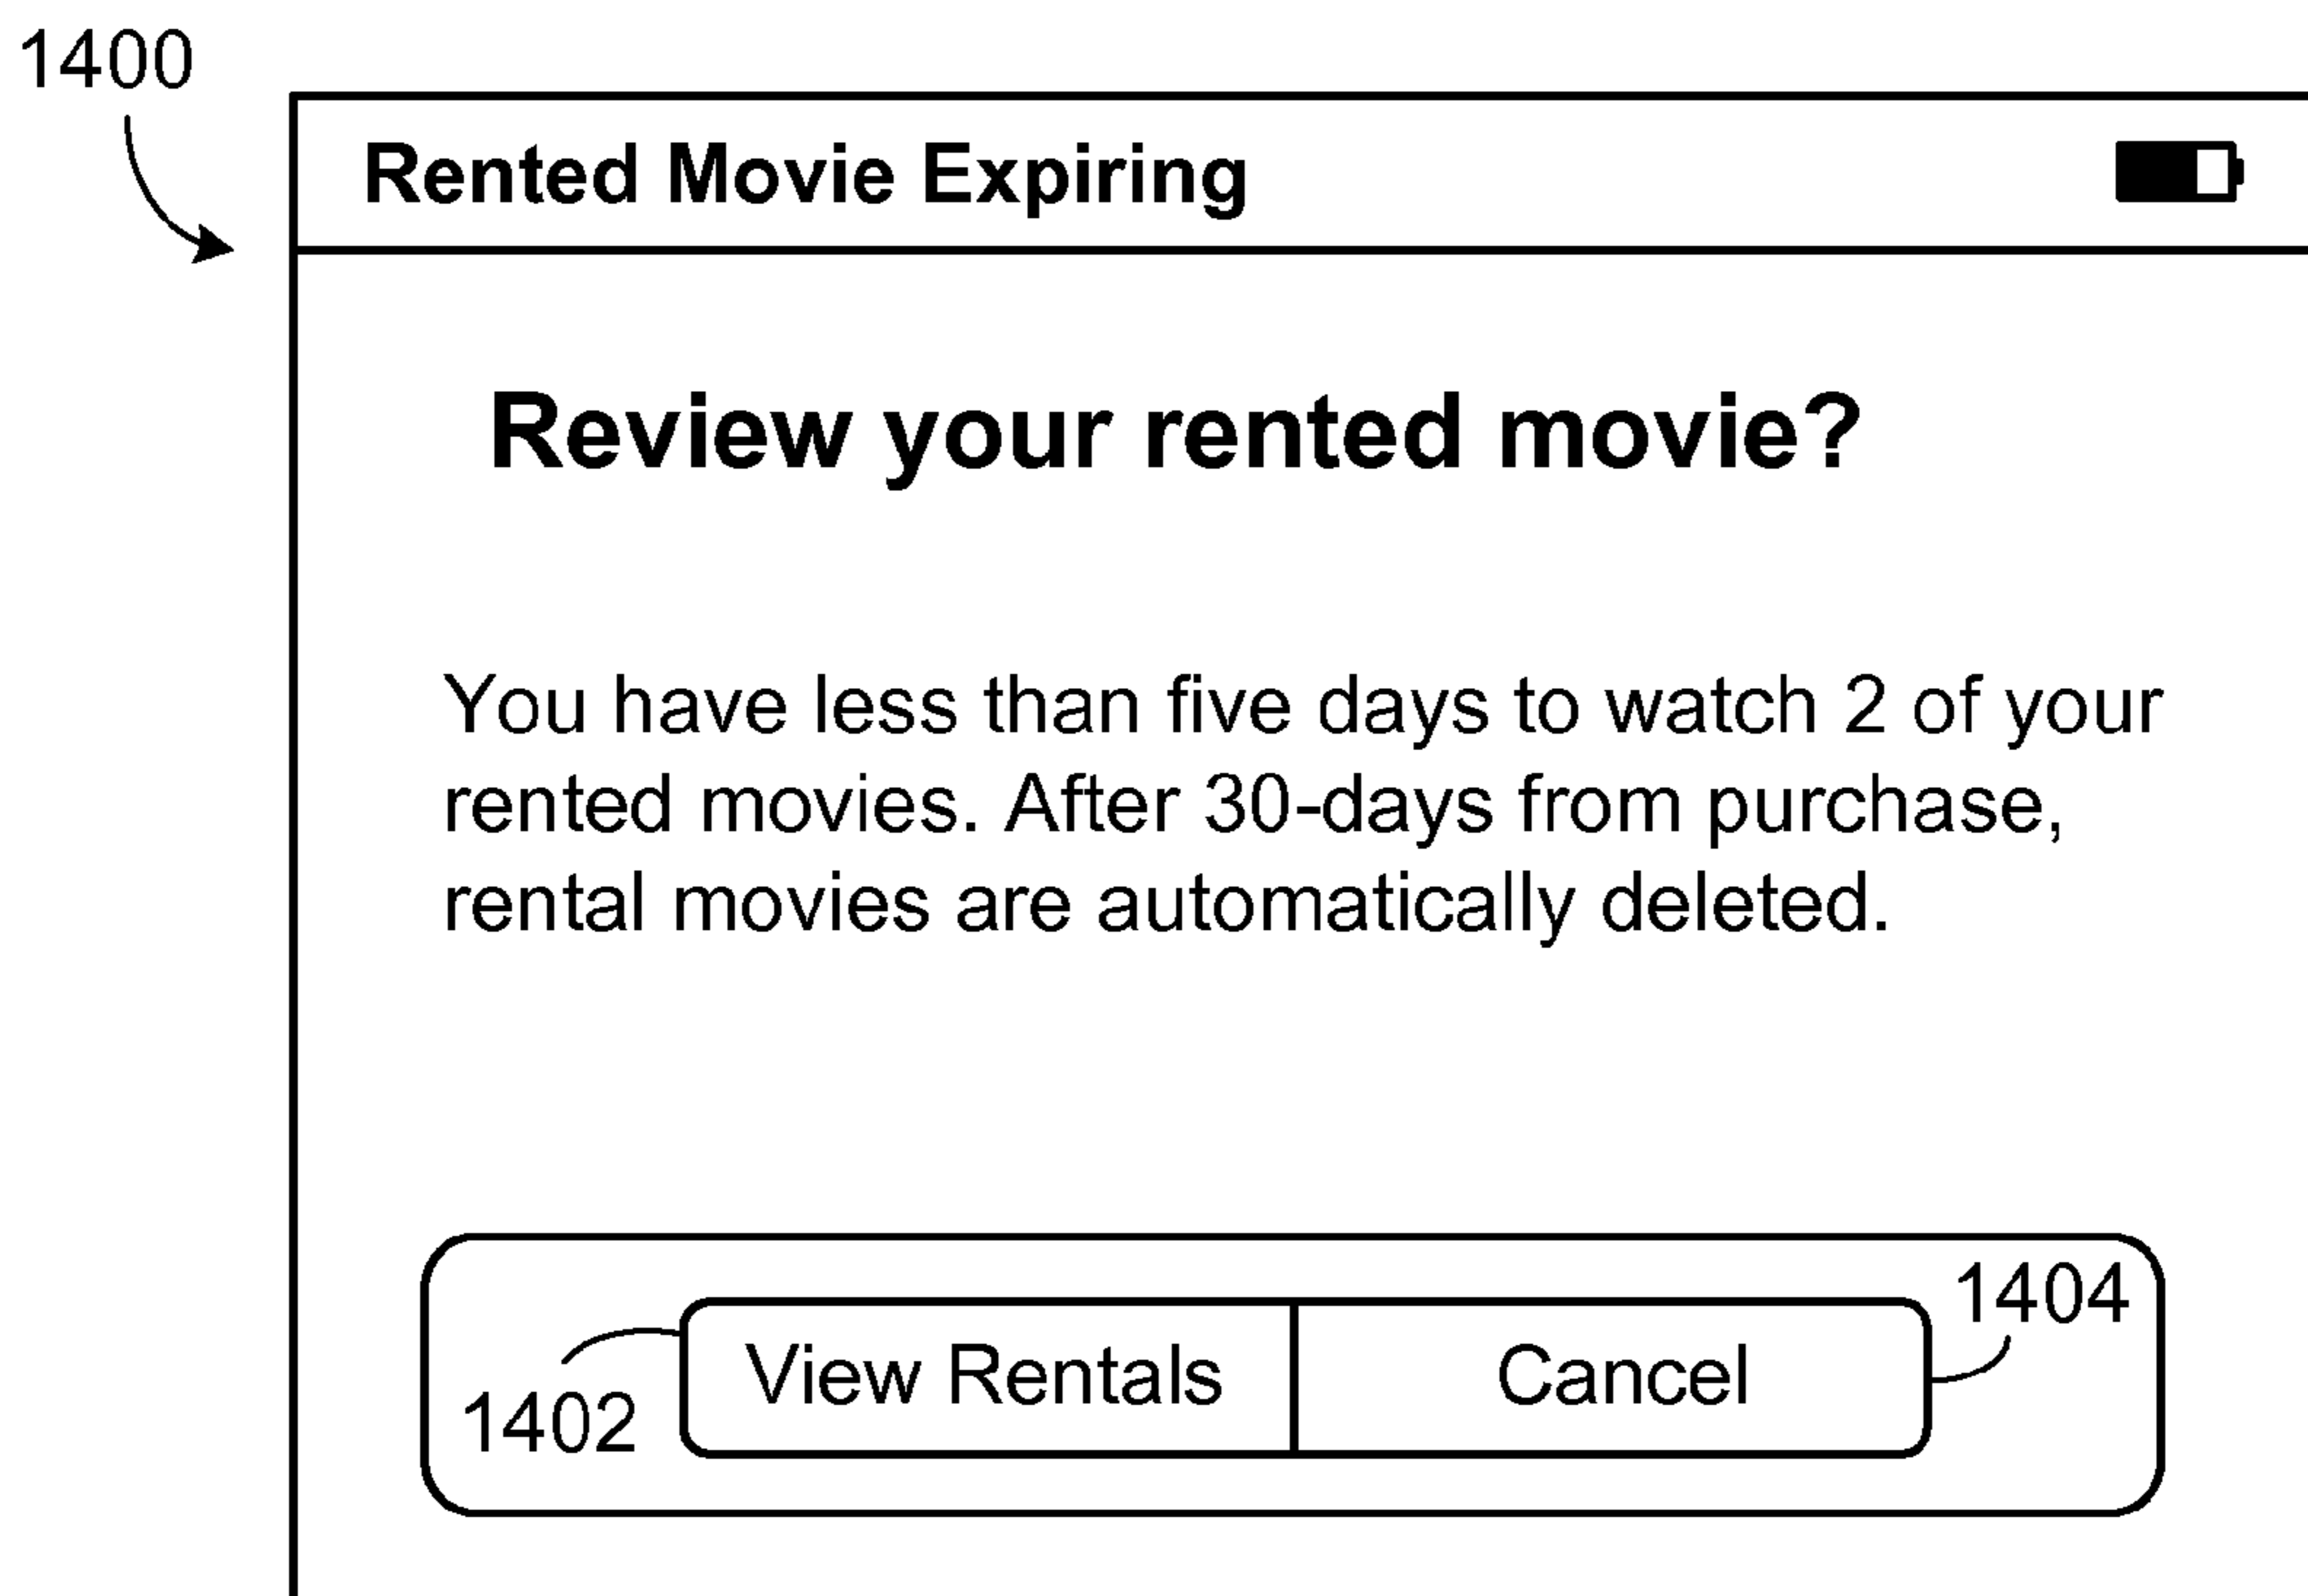 1400
Rented Movie Expiring
Review your rented movie?
You have less than five days to watch 2 of your
rented movies. After 30-days from purchase,
rental movies are automatically deleted.
1404
View Rentals
Cancel
1402